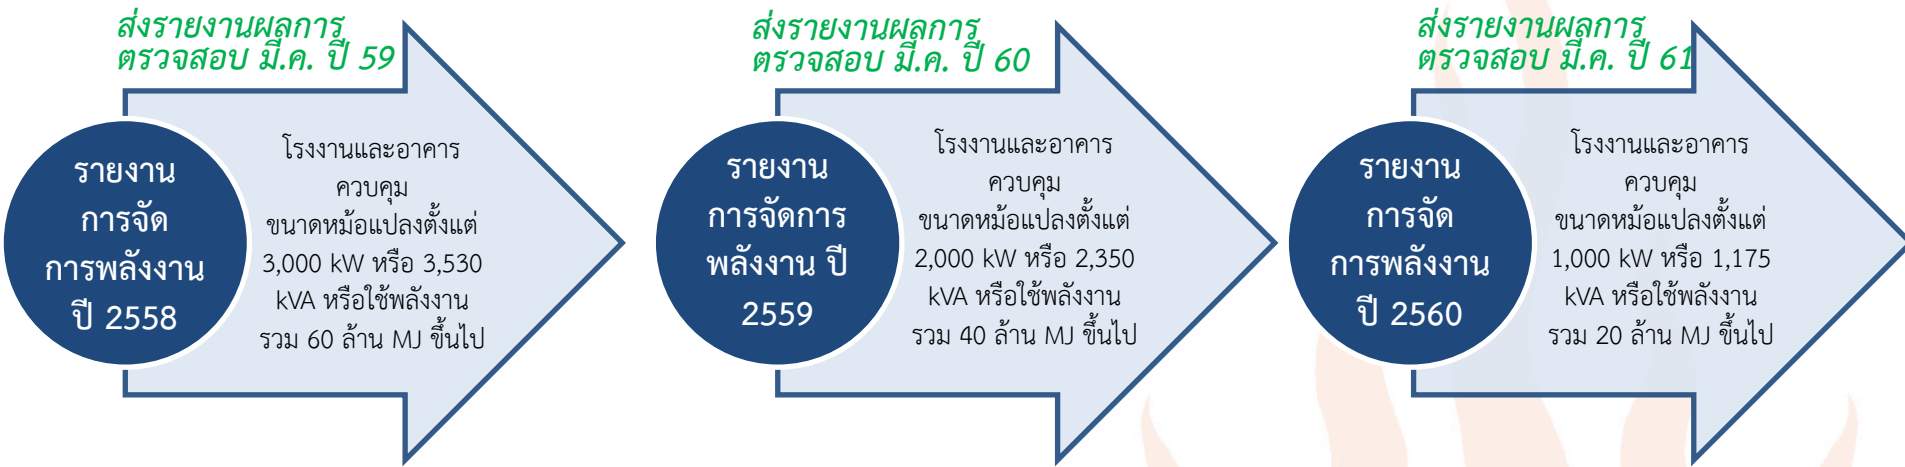 ส่งรายงานผลการ
ตรวจสอบ มี.ค. ปี 59
รายงาน
การจัด
การพลังงาน
ปี 2558
โรงงานและอาคาร
ควบคุม
ขนาดหม้อแปลงตั้งแต่
3,000 kW หรือ 3,530
kVA หรือใช้พลังงาน
รวม 60 ล้าน MJ ขึ้นไป
ส่งรายงานผลการ
ตรวจสอบ มี.ค. ปี 60
รายงาน
การจัดการ
พลังงาน ปี
2559
โรงงานและอาคาร
ควบคุม
ขนาดหม้อแปลงตั้งแต่
2,000 kW หรือ 2,350
kVA หรือใช้พลังงาน
รวม 40 ล้าน MJ ขึ้นไป
ส่งรายงานผลการ
ตรวจสอบ มี.ค. ปี 61
รายงาน
การจัด
การพลังงาน
ปี 2560
โรงงานและอาคาร
ควบคุม
ขนาดหม้อแปลงตั้งแต่
1,000 kW หรือ 1,175
kVA หรือใช้พลังงาน
รวม 20 ล้าน MJ ขึ้นไป